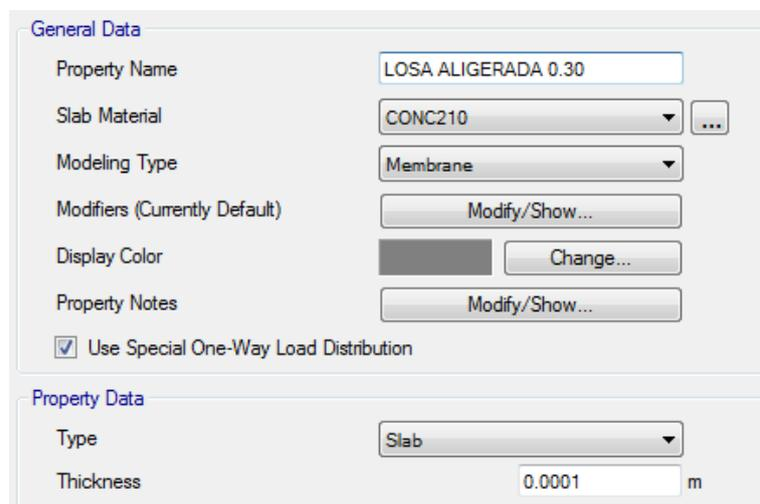 General Data
Property Name LOSA ALIGERADA 0.30
Slab Material CONC210 ...
Modeling Type Membrane
Modifiers (Currently Default) Modify/Show...
Display Color Change...
Property Notes Modify/Show...
Use Special One-Way Load Distribution
Property Data
Type Slab
Thickness 0.0001 m